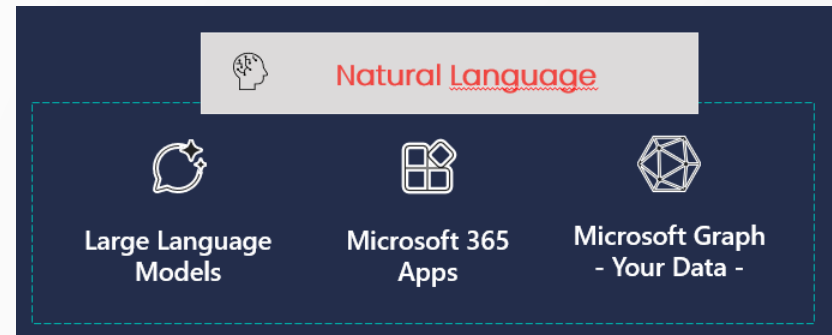 Natural Language
Large Language
Models
Microsoft 365
Apps
Microsoft Graph
- Your Data -